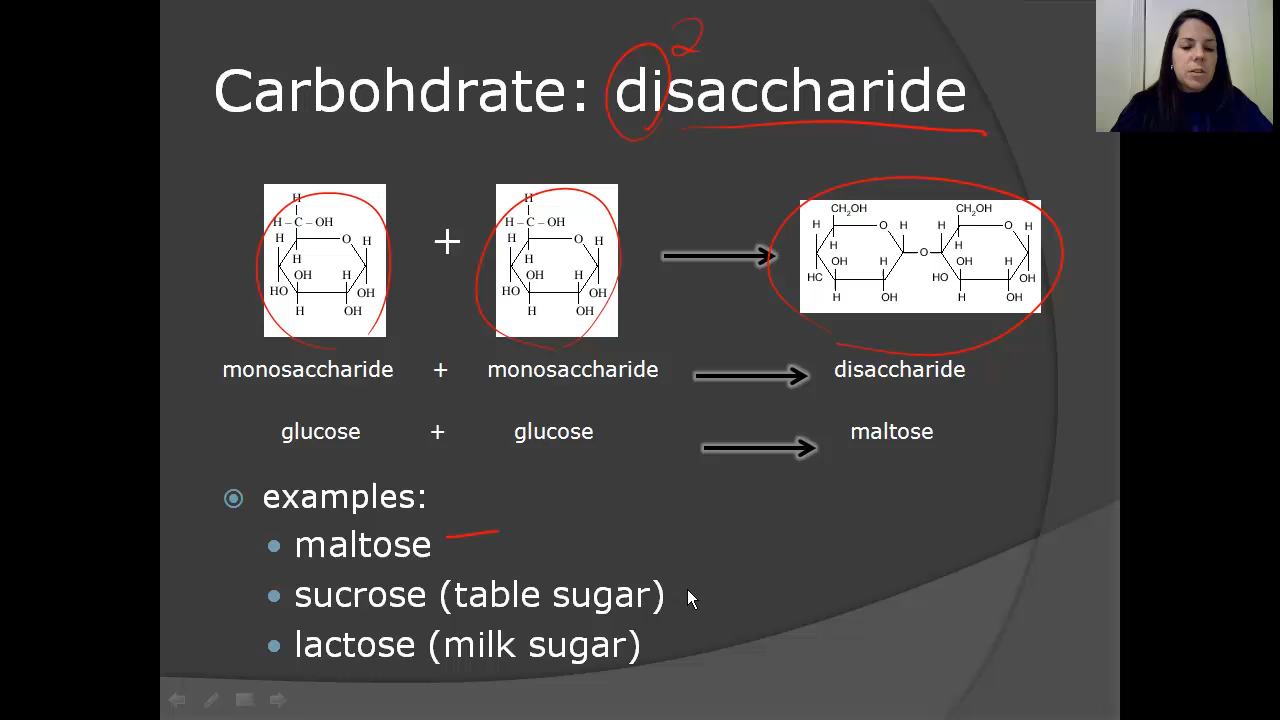 2
Carbohdrate: disaccharide
H H
H – C – OH + H – C – OH
CH2OH CH2OH
H O H H O H
H O H H O H H O H
H H H H
OH H OH H OH H O OH H
HO OH HO OH HC HO OH
H OH H OH H OH H OH
monosaccharide + monosaccharide disaccharide
glucose + glucose maltose
examples:
maltose
sucrose (table sugar)
lactose (milk sugar)